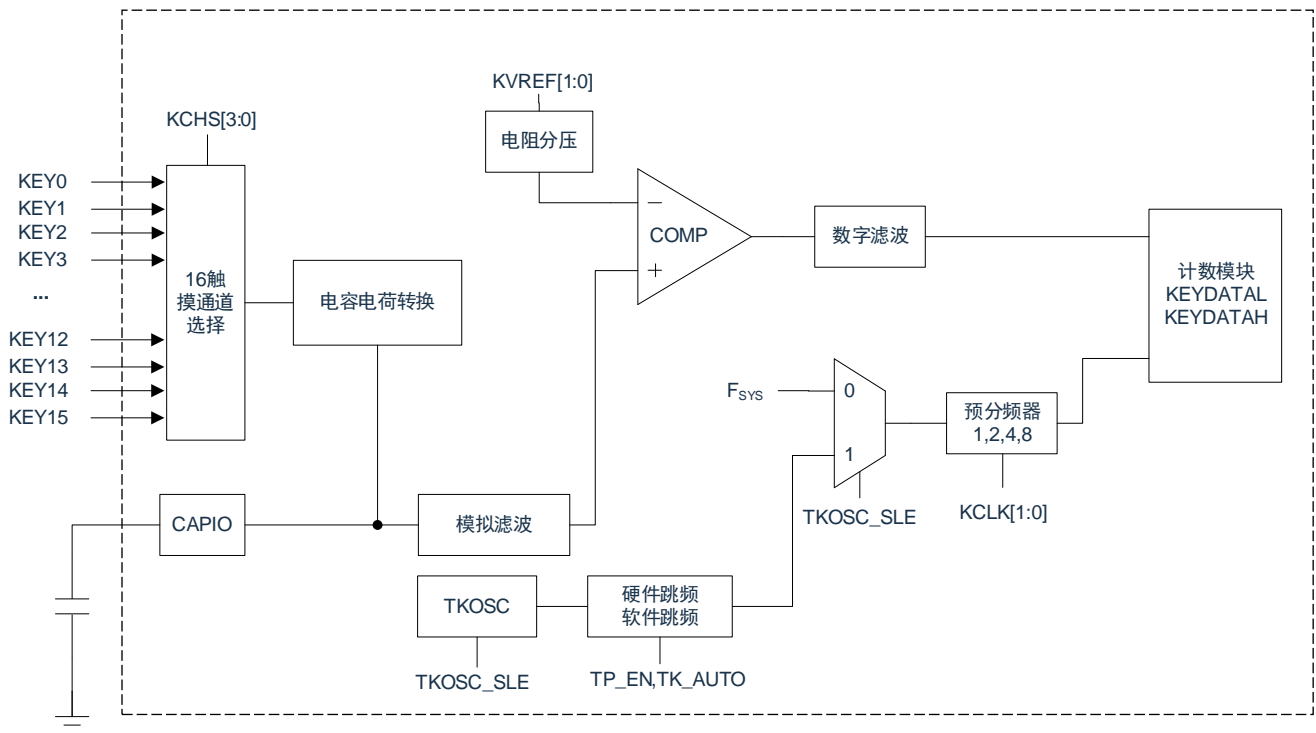 KVREF[1:0]
电阻分压
KCHS[3:0]
KEY0
KEY1
KEY2
KEY3
...
KEY12
KEY13
KEY14
KEY15
16触
摸通道
选择
电容电荷转换
−
COMP
+
数字滤波
计数模块
KEYDATAL
KEYDATAH
FSYS
0
1
TKOSC_SLE
预分频器
1,2,4,8
KCLK[1:0]
CAPIO
模拟滤波
TKOSC
TKOSC_SLE
硬件跳频
软件跳频
TP_EN,TK_AUTO